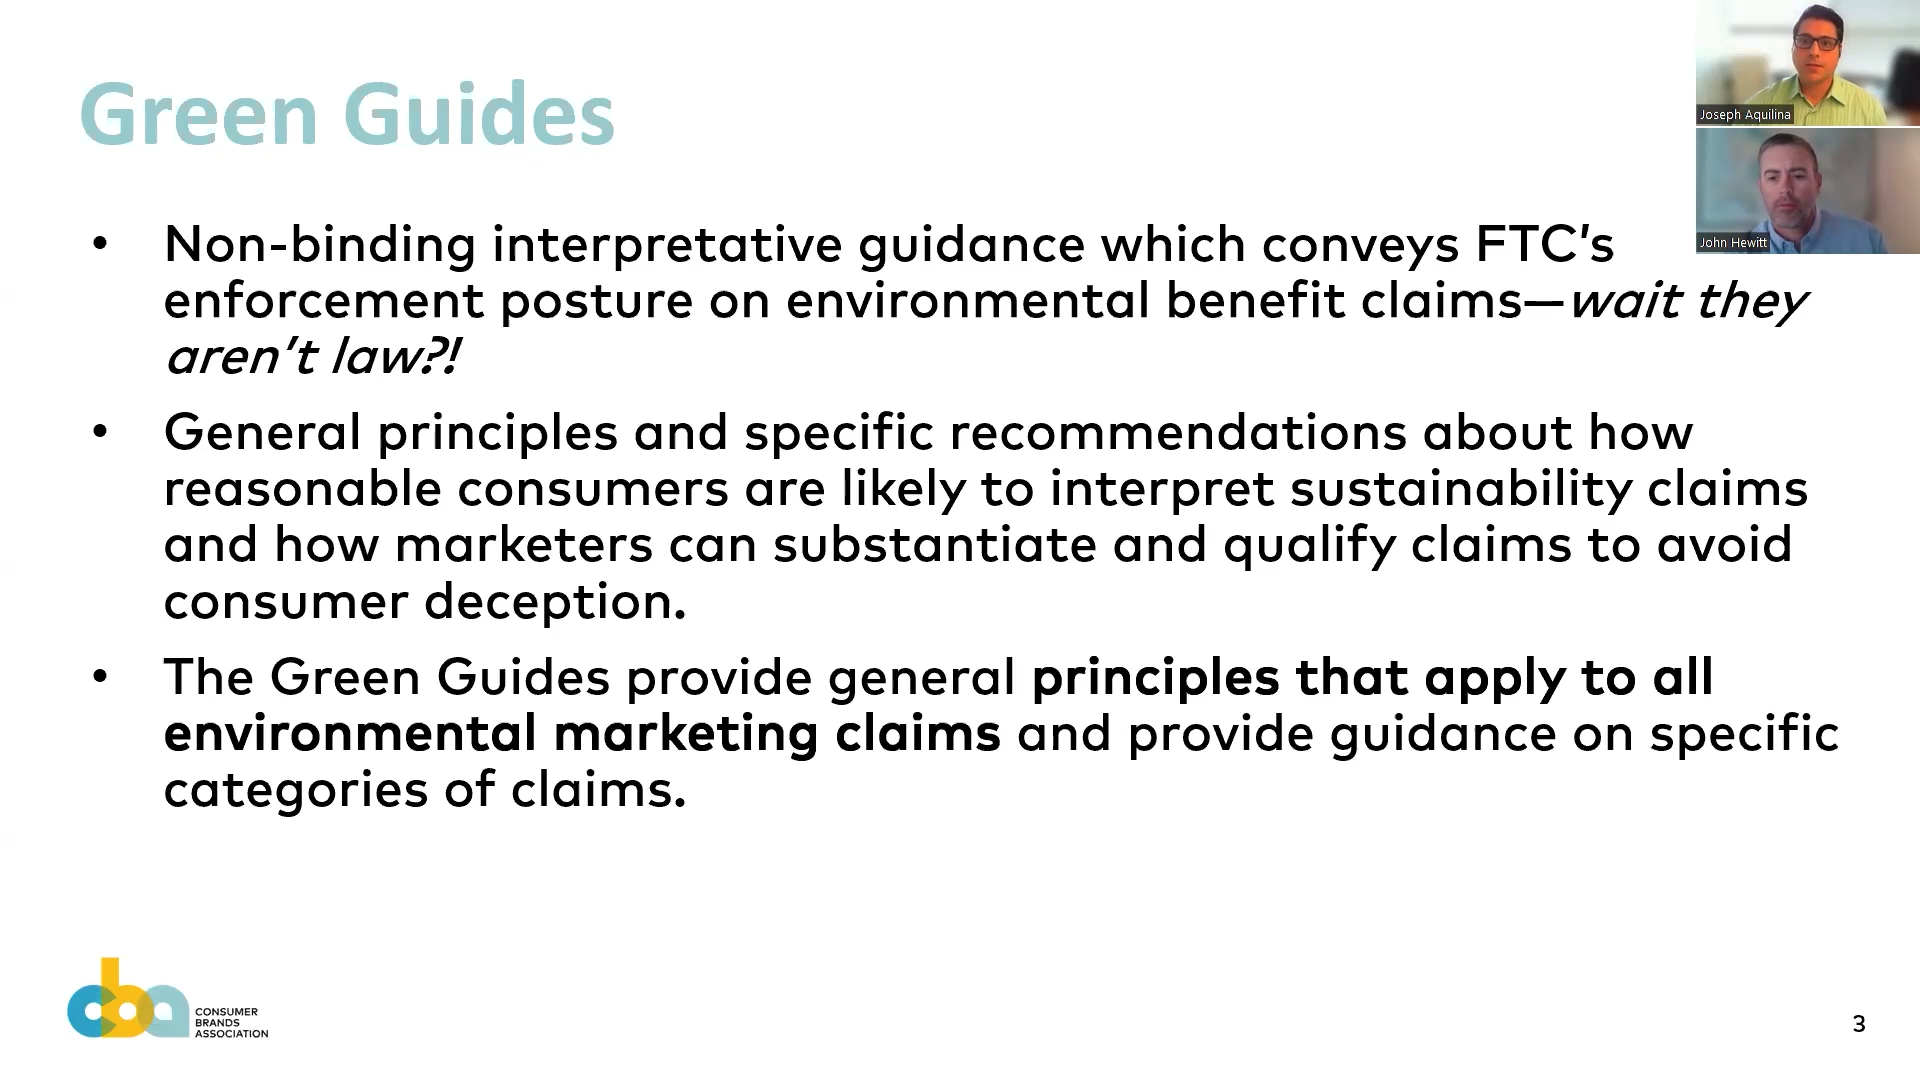 Green Guides
Joseph Aquilina
John Hewitt
• Non-binding interpretative guidance which conveys FTC's
enforcement posture on environmental benefit claims—wait they
aren't law?!
• General principles and specific recommendations about how
reasonable consumers are likely to interpret sustainability claims
and how marketers can substantiate and qualify claims to avoid
consumer deception.
• The Green Guides provide general principles that apply to all
environmental marketing claims and provide guidance on specific
categories of claims.
cba
CONSUMER
BRANDS
ASSOCIATION
3